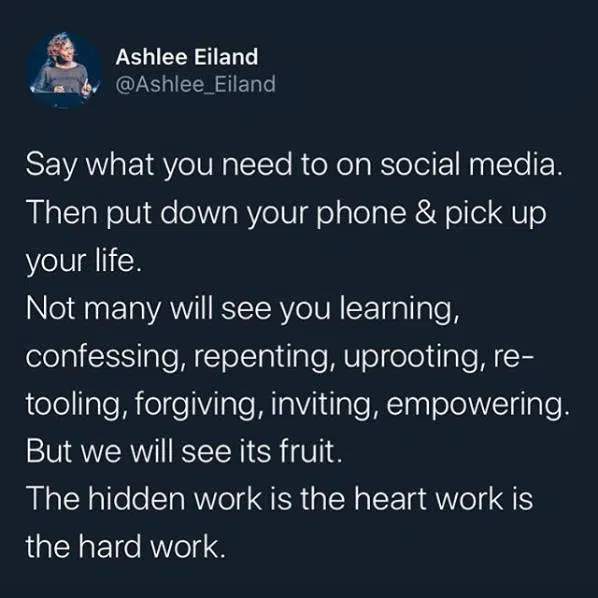 Ashlee Eiland
@Ashlee_Eiland
Say what you need to on social media.
Then put down your phone & pick up
your life.
Not many will see you learning,
confessing, repenting, uprooting, re-
tooling, forgiving, inviting, empowering.
But we will see its fruit.
The hidden work is the heart work is
the hard work.